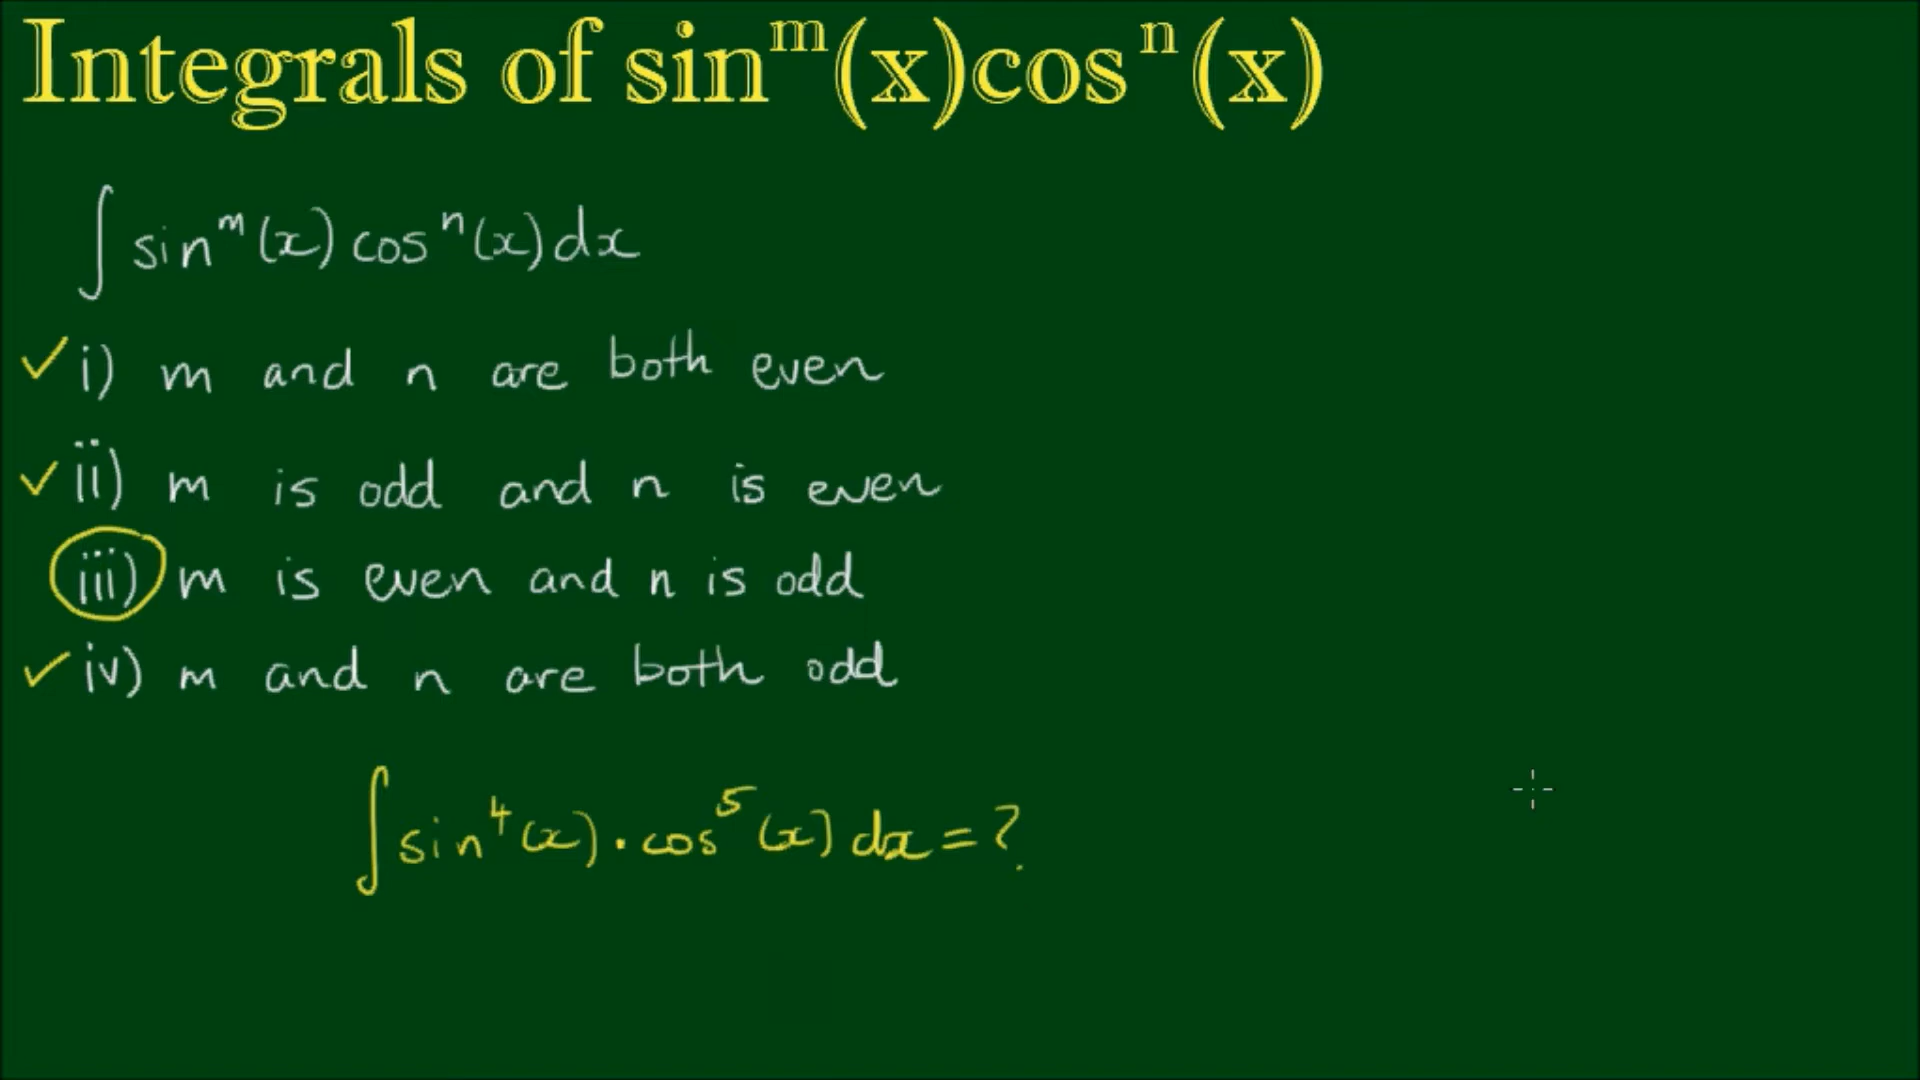 Integrals of sinᵐ(x)cosⁿ(x)
∫ sinᵐ(x) cosⁿ(x) dx
✓ i) m and n are both even
✓ ii) m is odd and n is even
iii) m is even and n is odd
✓ iv) m and n are both odd
∫ sin⁴(x) · cos⁵(x) dx = ?